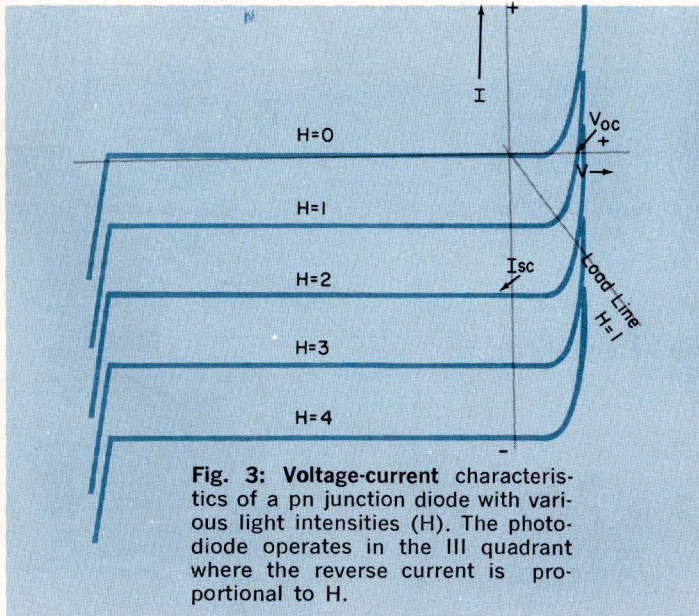 N
+
I
H=0
Voc
+
V
H=1
Isc
H=2
Load Line
H=1
H=3
H=4
-
Fig. 3: Voltage-current characteris-
tics of a pn junction diode with vari-
ous light intensities (H). The photo-
diode operates in the III quadrant
where the reverse current is pro-
portional to H.